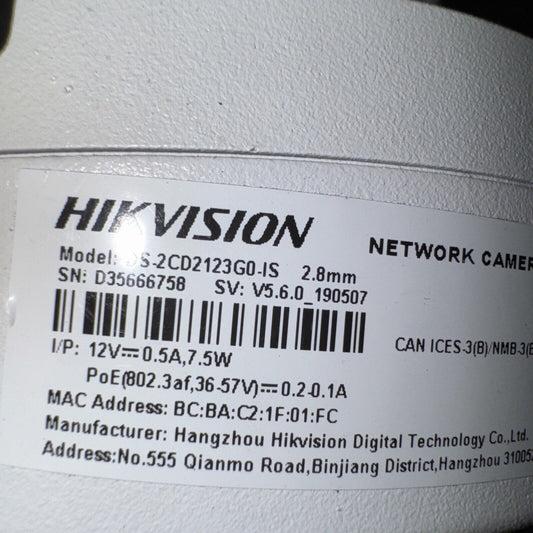 HIKVISION
NETWORK CAMER
Model: DS-2CD2123G0-IS 2.8mm
SN: D35666758 SV: V5.6.0_190507
CAN ICES-3(B)/NMB-3(B
I/P: 12V⎓0.5A,7.5W
PoE(802.3af,36-57V)⎓0.2-0.1A
MAC Address: BC:BA:C2:1F:01:FC
Manufacturer: Hangzhou Hikvision Digital Technology Co.,Ltd.
Address:No.555 Qianmo Road,Binjiang District,Hangzhou 310052